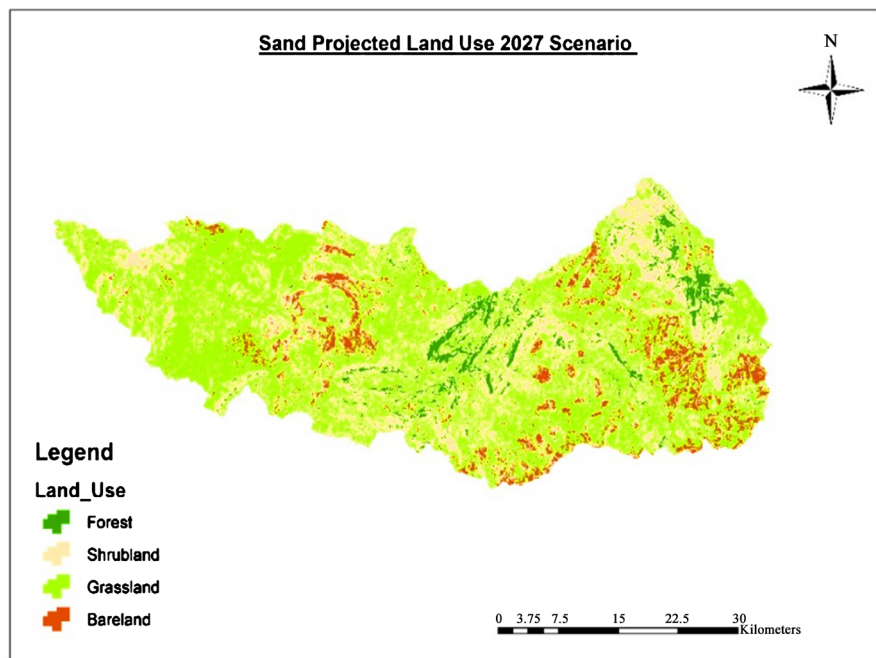 Sand Projected Land Use 2027 Scenario
N
Legend
Land_Use
Forest
Shrubland
Grassland
Bareland
0 3.75 7.5 15 22.5 30
Kilometers